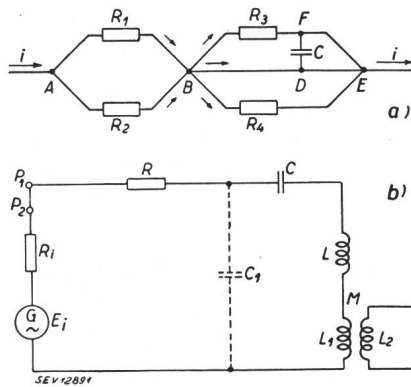 R1 R3 F
i C i
A B D E
R2 R4 a)
P1 R C b)
P2
Ri C1 L
M
G Ei L1 L2
SEV12891